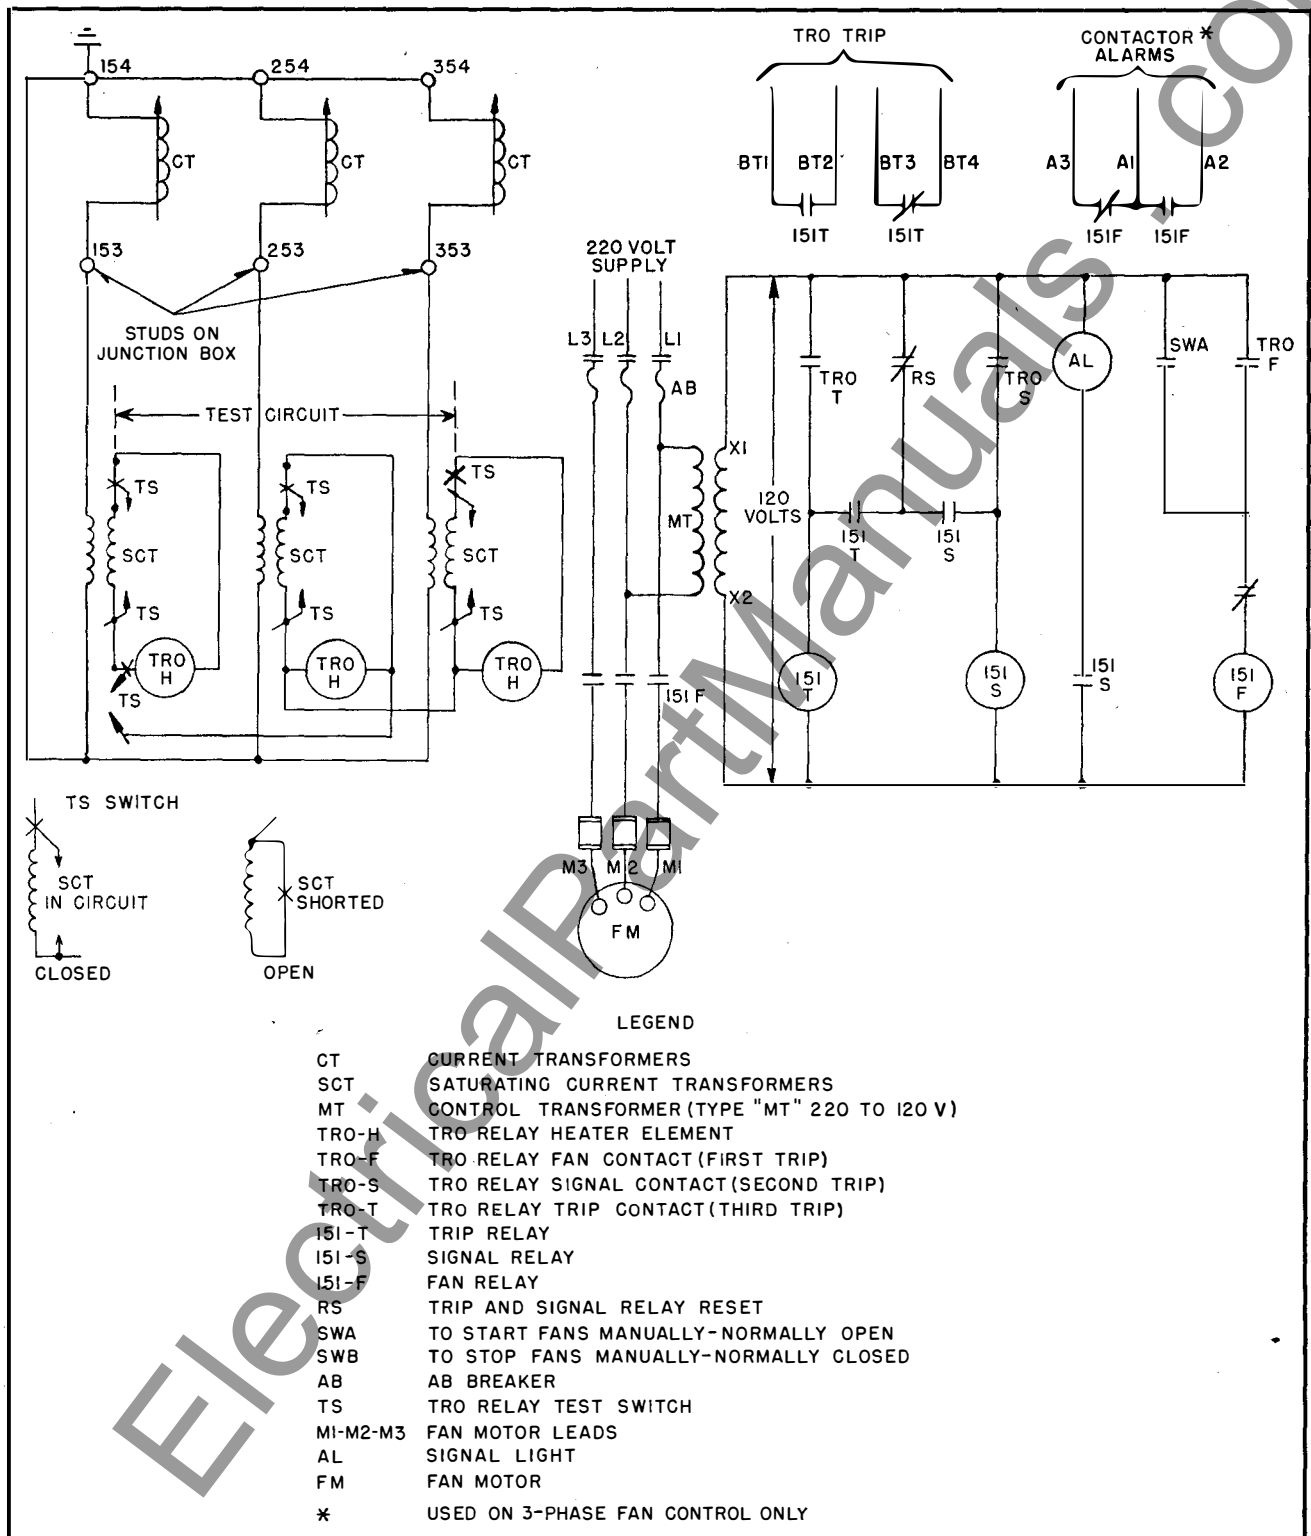 TRO TRIP
CONTACTOR *
ALARMS
154
254
354
CT
CT
CT
BT1
BT2
BT3
BT4
A3
A1
A2
151T
151T
151F
151F
153
253
353
220 VOLT
SUPPLY
STUDS ON
JUNCTION BOX
L3
L2
L1
AB
TRO
T
RS
TRO
S
AL
SWA
TRO
F
TEST CIRCUIT
TS
TS
TS
X1
120
VOLTS
MT
151
T
151
S
SCT
SCT
SCT
X2
TS
TS
TS
TRO
H
TRO
H
TRO
H
TS
151F
151
T
151
S
151
S
151
F
TS SWITCH
SCT
IN CIRCUIT
CLOSED
SCT
SHORTED
OPEN
M3
M2
M1
FM
LEGEND
CT CURRENT TRANSFORMERS
SCT SATURATING CURRENT TRANSFORMERS
MT CONTROL TRANSFORMER (TYPE "MT" 220 TO 120 V)
TRO-H TRO RELAY HEATER ELEMENT
TRO-F TRO RELAY FAN CONTACT (FIRST TRIP)
TRO-S TRO RELAY SIGNAL CONTACT (SECOND TRIP)
TRO-T TRO RELAY TRIP CONTACT (THIRD TRIP)
151-T TRIP RELAY
151-S SIGNAL RELAY
151-F FAN RELAY
RS TRIP AND SIGNAL RELAY RESET
SWA TO START FANS MANUALLY-NORMALLY OPEN
SWB TO STOP FANS MANUALLY-NORMALLY CLOSED
AB AB BREAKER
TS TRO RELAY TEST SWITCH
M1-M2-M3 FAN MOTOR LEADS
AL SIGNAL LIGHT
FM FAN MOTOR
* USED ON 3-PHASE FAN CONTROL ONLY
ElectricalPartManuals.com